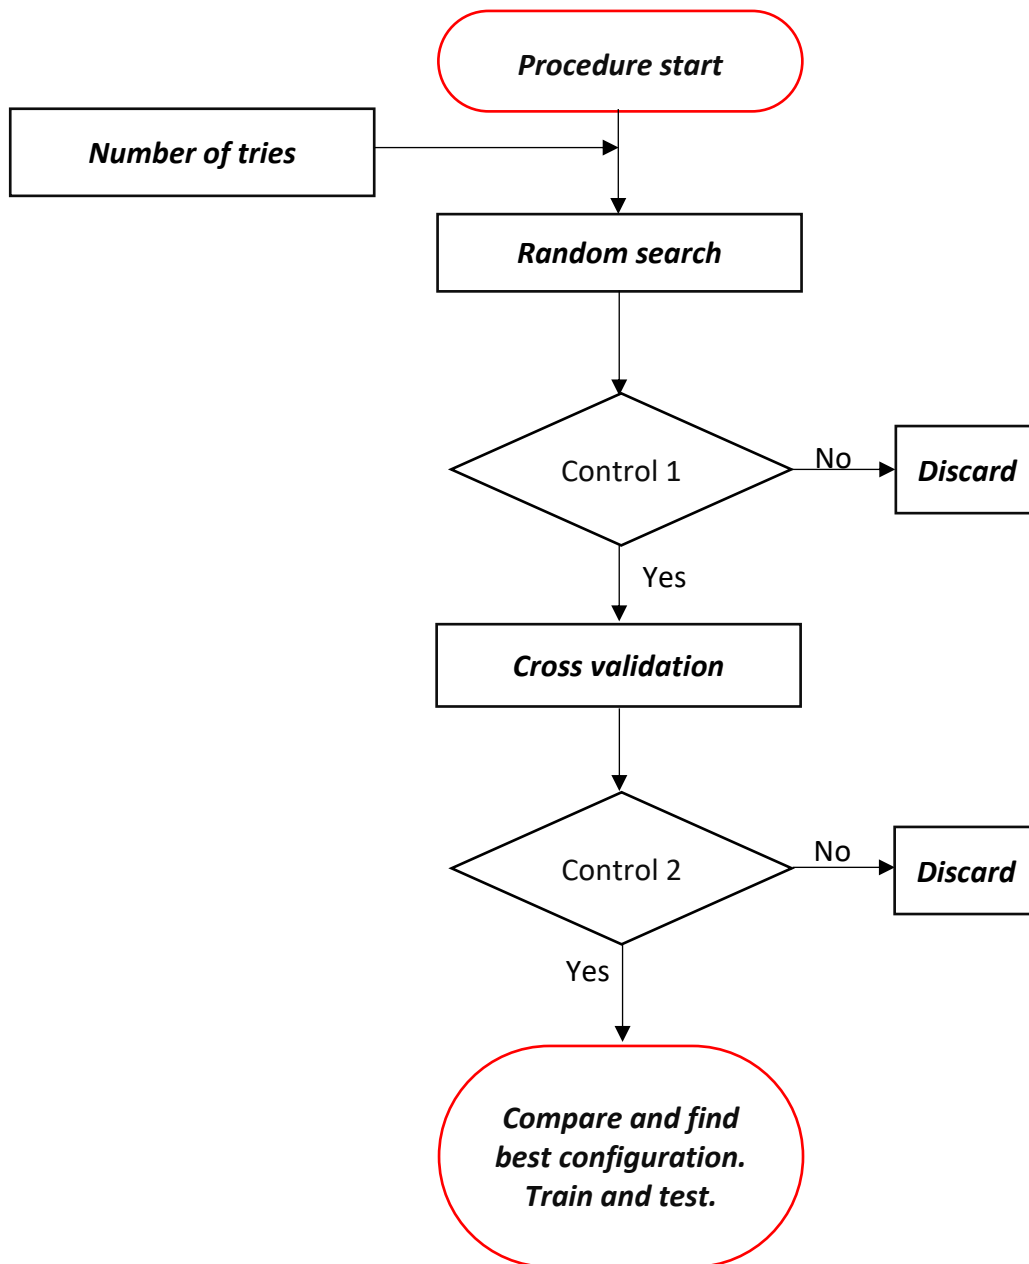 Procedure start
Number of tries
Random search
Control 1
No
Discard
Yes
Cross validation
Control 2
No
Discard
Yes
Compare and find
best configuration.
Train and test.